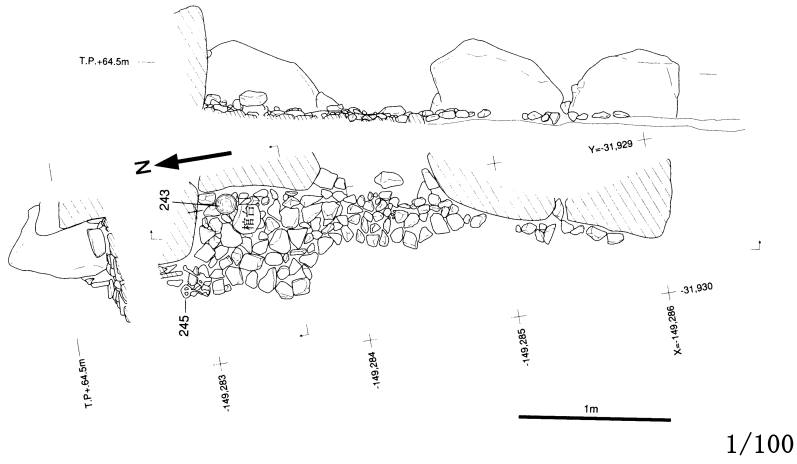 T.P.+64.5m
Y=-31,929
N
243
棺台
245
-31,930
X=-149,286
-149,285
-149,284
-149,283
T.P+.64.5m
1m
1/100